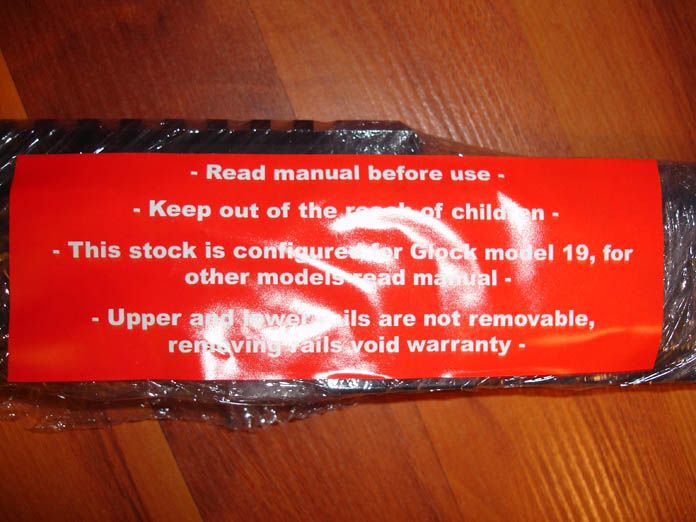 - Read manual before use -
- Keep out of the reach of children -
- This stock is configured for Glock model 19, for
other models read manual -
- Upper and lower rails are not removable,
removing rails void warranty -